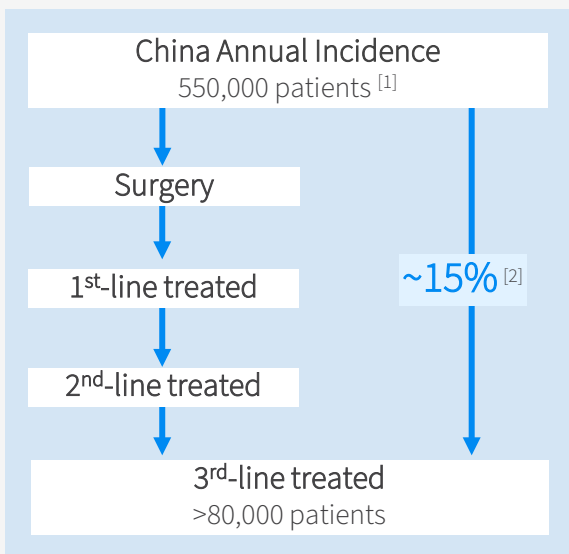 China Annual Incidence
550,000 patients [1]
Surgery
1st-line treated
~15% [2]
2nd-line treated
3rd-line treated
>80,000 patients